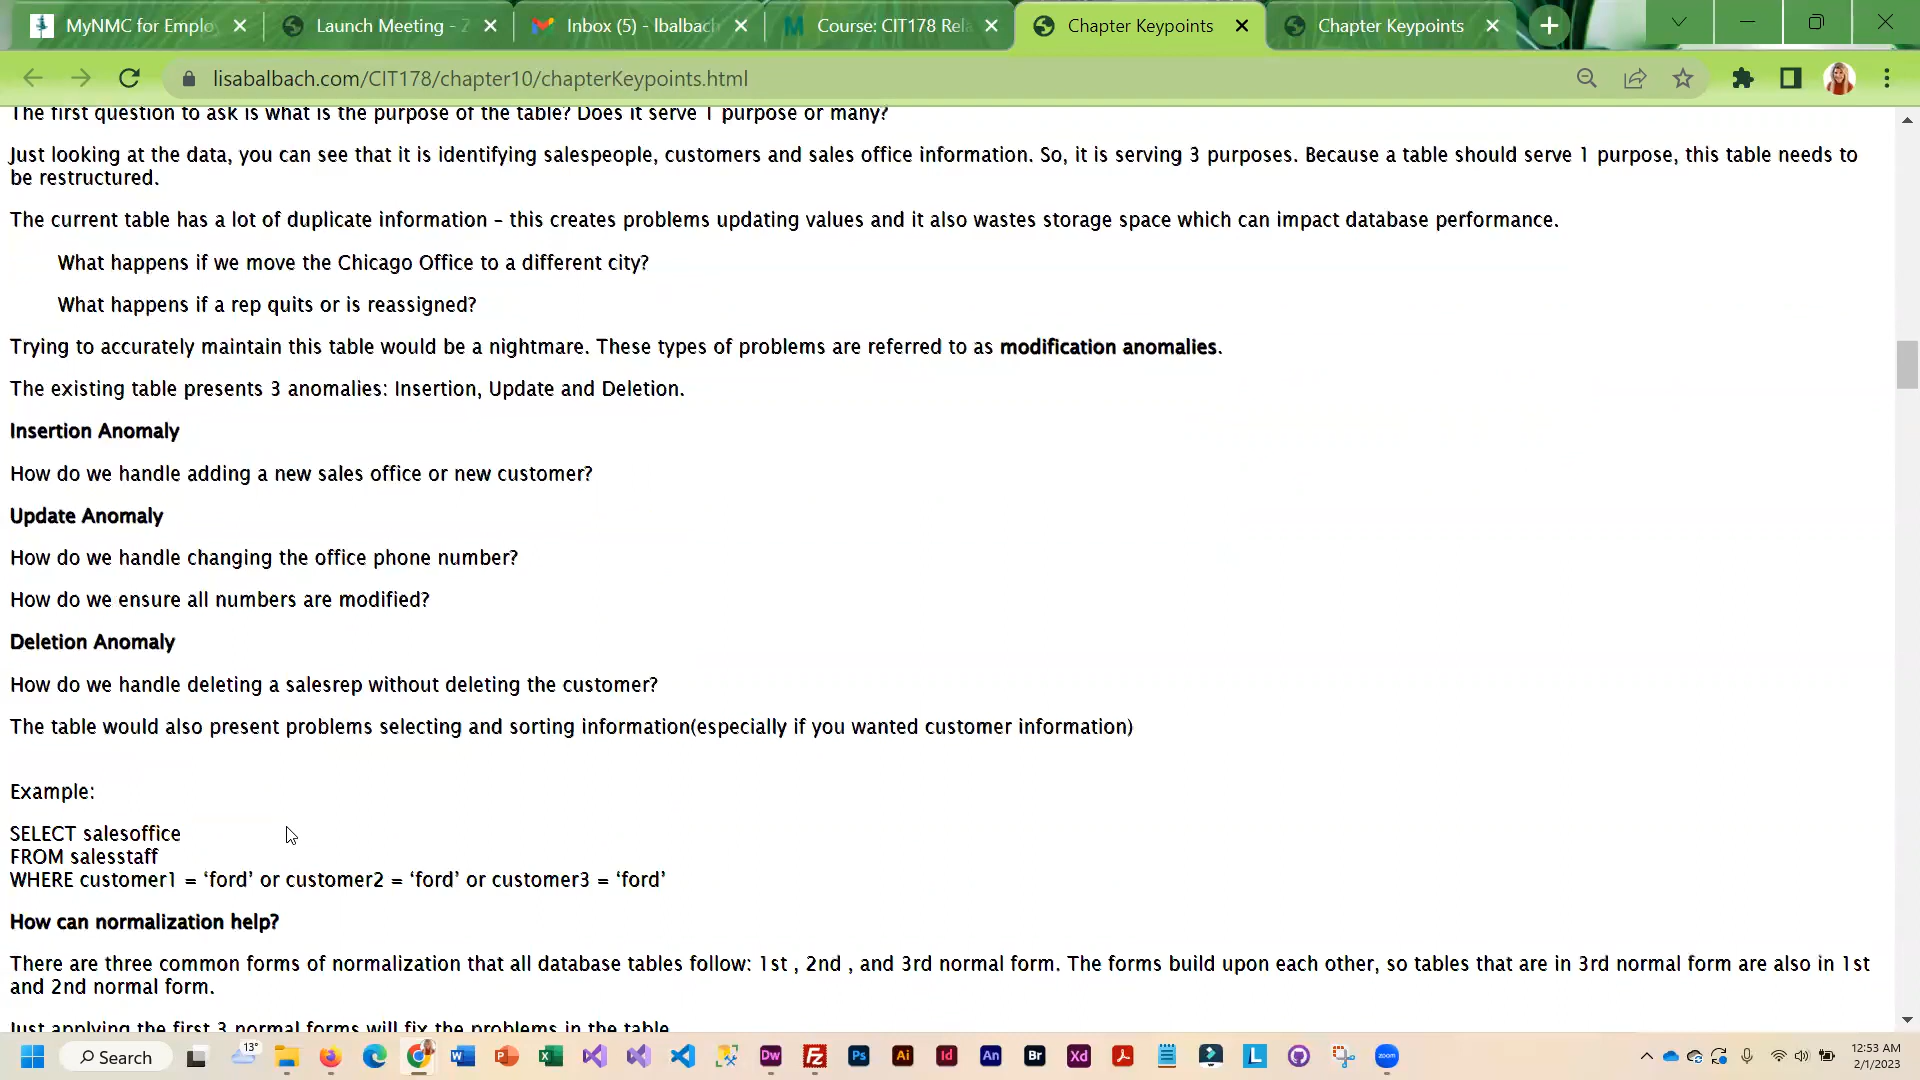 MyNMC for Emplo
Launch Meeting - Z
Inbox (5) - lbalbach
Course: CIT178 Rela
Chapter Keypoints
Chapter Keypoints
lisabalbach.com/CIT178/chapter10/chapterKeypoints.html
The first question to ask is what is the purpose of the table? Does it serve 1 purpose or many?
Just looking at the data, you can see that it is identifying salespeople, customers and sales office information. So, it is serving 3 purposes. Because a table should serve 1 purpose, this table needs to
be restructured.
The current table has a lot of duplicate information – this creates problems updating values and it also wastes storage space which can impact database performance.
What happens if we move the Chicago Office to a different city?
What happens if a rep quits or is reassigned?
Trying to accurately maintain this table would be a nightmare. These types of problems are referred to as modification anomalies.
The existing table presents 3 anomalies: Insertion, Update and Deletion.
Insertion Anomaly
How do we handle adding a new sales office or new customer?
Update Anomaly
How do we handle changing the office phone number?
How do we ensure all numbers are modified?
Deletion Anomaly
How do we handle deleting a salesrep without deleting the customer?
The table would also present problems selecting and sorting information(especially if you wanted customer information)
Example:
SELECT salesoffice
FROM salesstaff
WHERE customer1 = ‘ford’ or customer2 = ‘ford’ or customer3 = ‘ford’
How can normalization help?
There are three common forms of normalization that all database tables follow: 1st , 2nd , and 3rd normal form. The forms build upon each other, so tables that are in 3rd normal form are also in 1st
and 2nd normal form.
Just applying the first 3 normal forms will fix the problems in the table
Search
13°
Dw
Fz
Ps
Ai
Id
An
Br
Xd
L
zoom
12:53 AM
2/1/2023